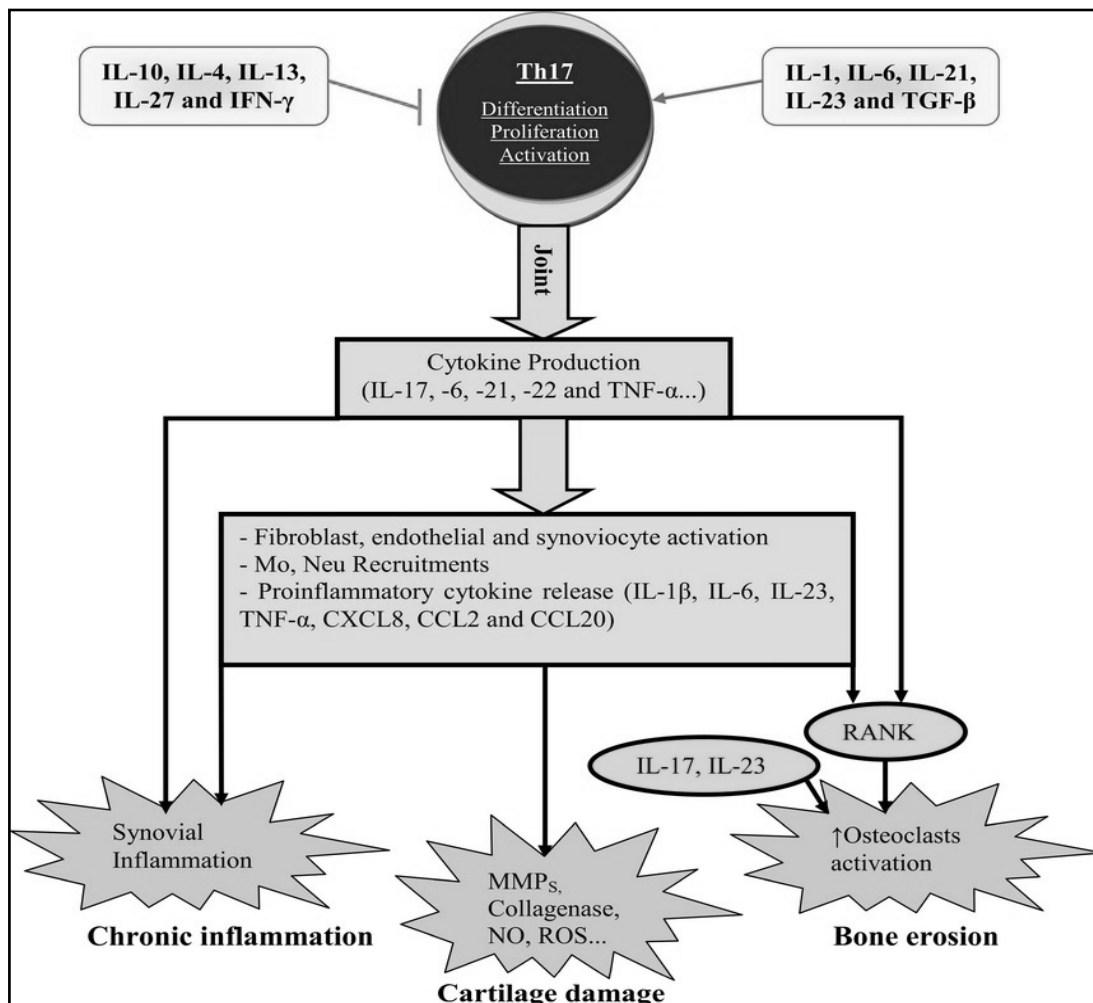 IL-10, IL-4, IL-13,
IL-27 and IFN-γ
Th17
Differentiation
Proliferation
Activation
IL-1, IL-6, IL-21,
IL-23 and TGF-β
Joint
Cytokine Production
(IL-17, -6, -21, -22 and TNF-α...)
- Fibroblast, endothelial and synoviocyte activation
- Mo, Neu Recruitments
- Proinflammatory cytokine release (IL-1β, IL-6, IL-23,
TNF-α, CXCL8, CCL2 and CCL20)
RANK
IL-17, IL-23
Synovial
Inflammation
MMPS,
Collagenase,
NO, ROS...
↑Osteoclasts
activation
Chronic inflammation
Cartilage damage
Bone erosion